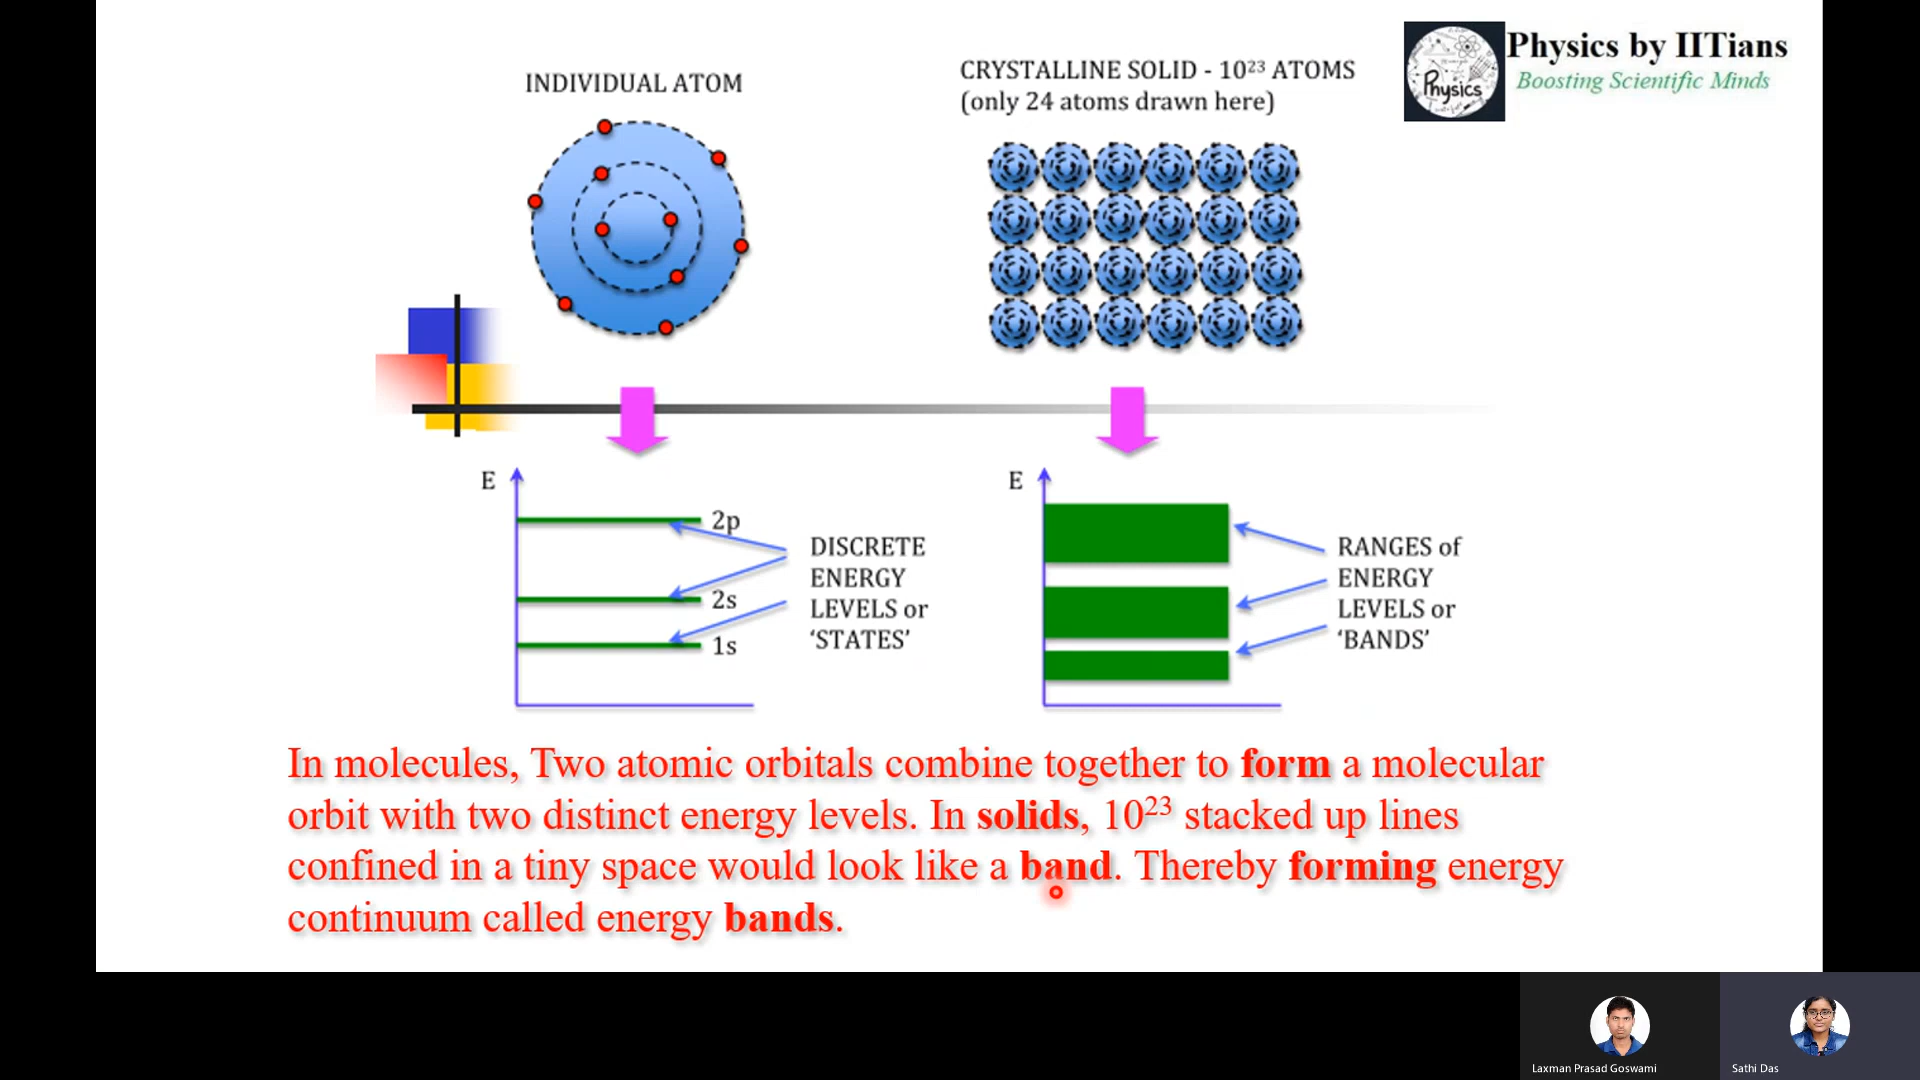 Physics by IITians
Boosting Scientific Minds
Physics
INDIVIDUAL ATOM
CRYSTALLINE SOLID - 10²³ ATOMS
(only 24 atoms drawn here)
E
2p
2s
1s
DISCRETE
ENERGY
LEVELS or
‘STATES’
E
RANGES of
ENERGY
LEVELS or
‘BANDS’
In molecules, Two atomic orbitals combine together to form a molecular
orbit with two distinct energy levels. In solids, 10²³ stacked up lines
confined in a tiny space would look like a band. Thereby forming energy
continuum called energy bands.
Laxman Prasad Goswami
Sathi Das